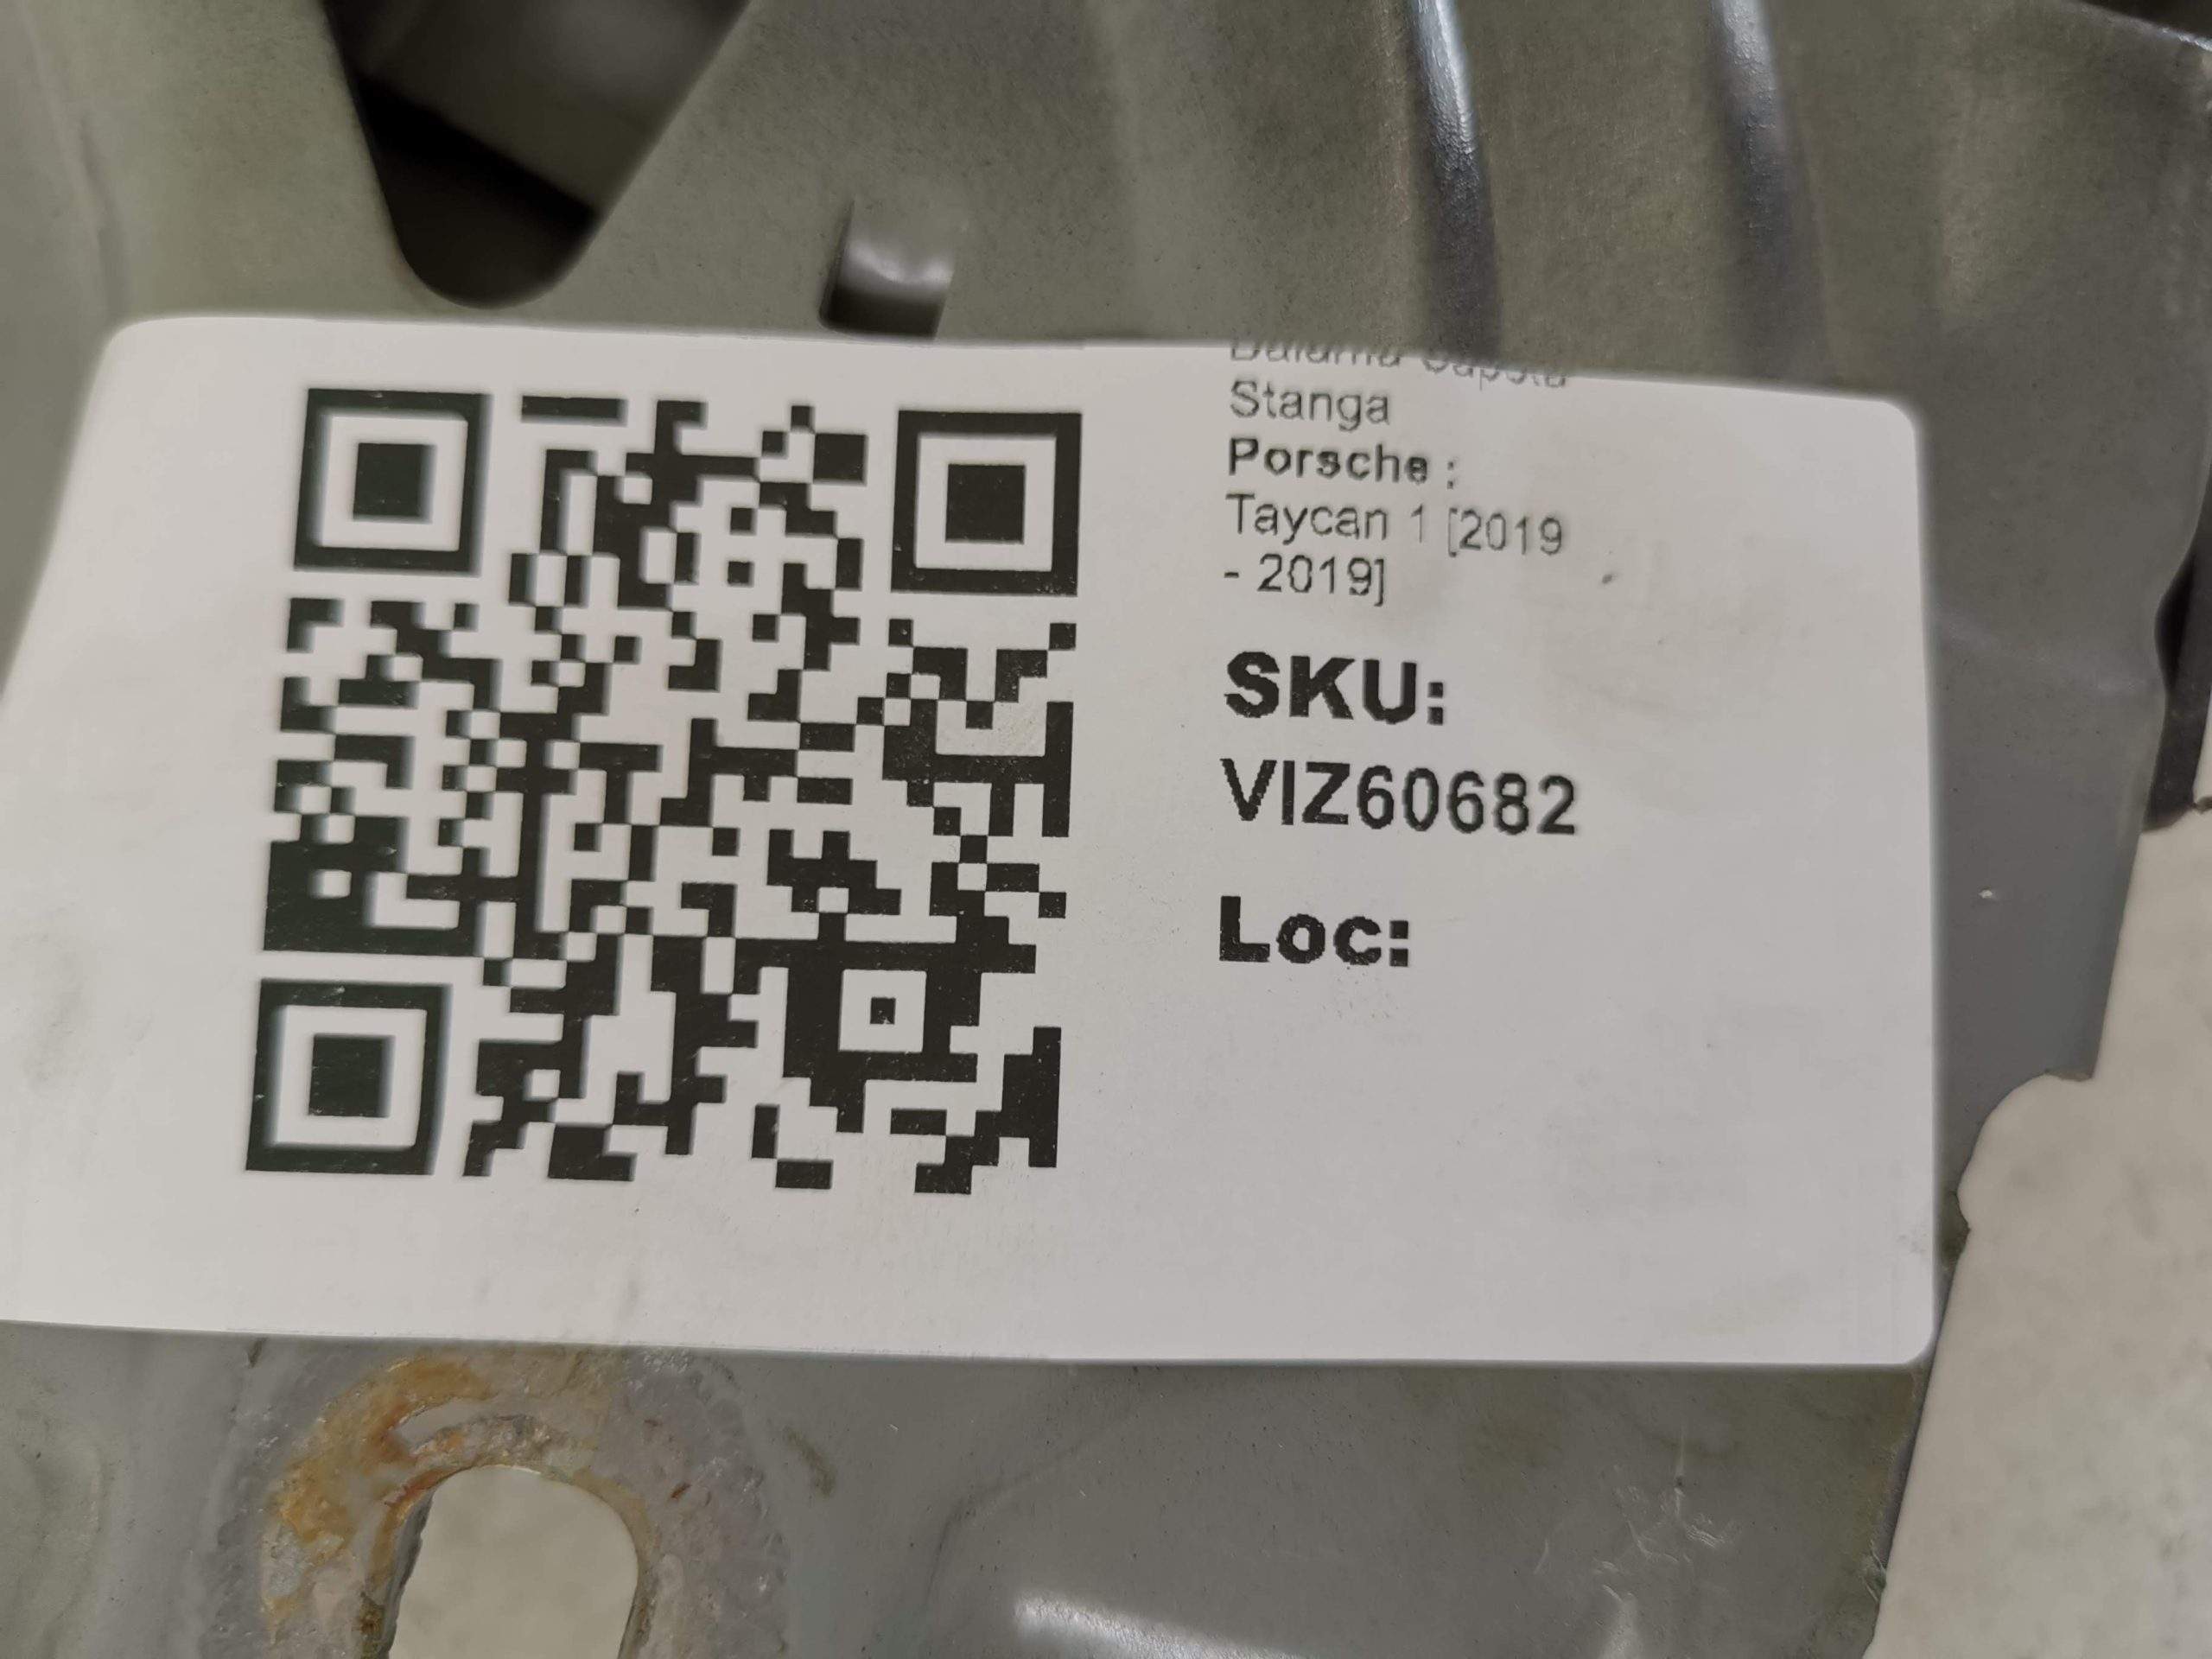 Stanga
Porsche :
Taycan 1 [2019
- 2019]
SKU:
VIZ60682
Loc: